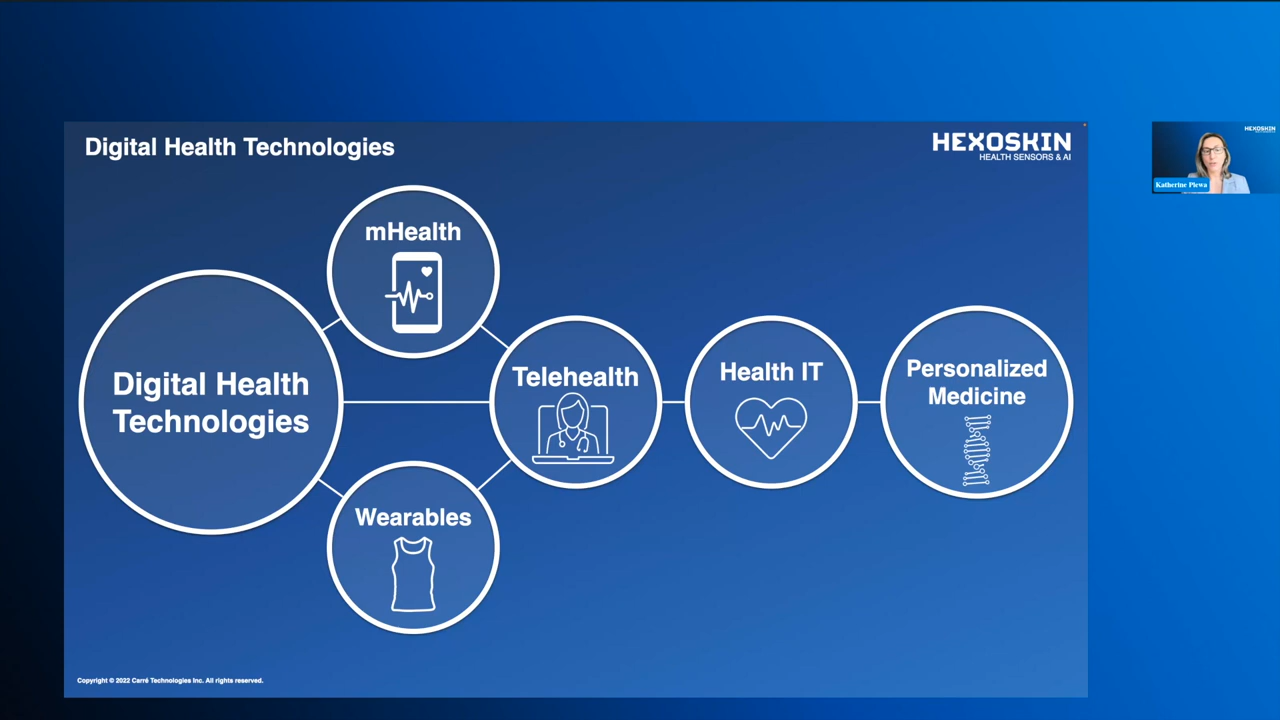 Digital Health Technologies
HEXOSKIN
HEALTH SENSORS & AI
HEXOSKIN
Katherine Plewa
mHealth
Digital Health
Technologies
Telehealth
Health IT
Personalized
Medicine
Wearables
Copyright © 2022 Carré Technologies Inc. All rights reserved.